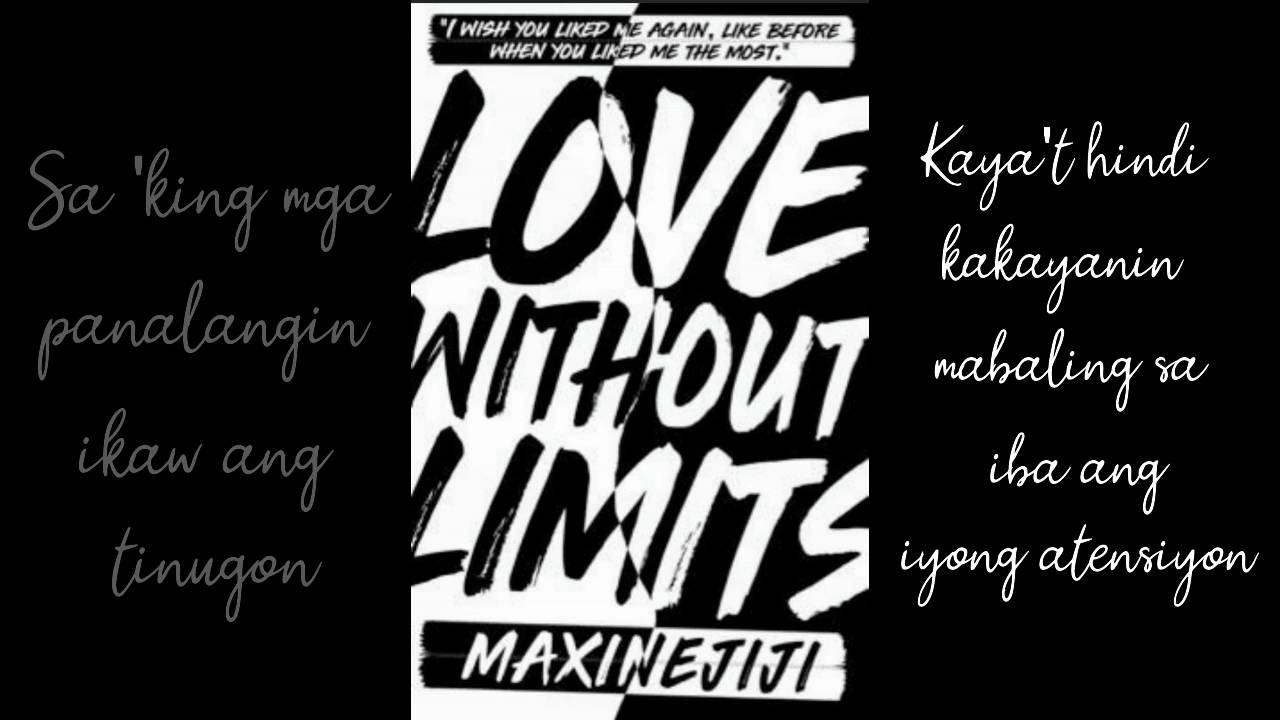 Sa 'king mga
panalangin
ikaw ang
tinugon
"I WISH YOU LIKED ME AGAIN, LIKE BEFORE
WHEN YOU LIKED ME THE MOST."
LOVE
WITHOUT
LIMITS
MAXINEJIJI
Kaya't hindi
kakayanin
mabaling sa
iba ang
iyong atensiyon